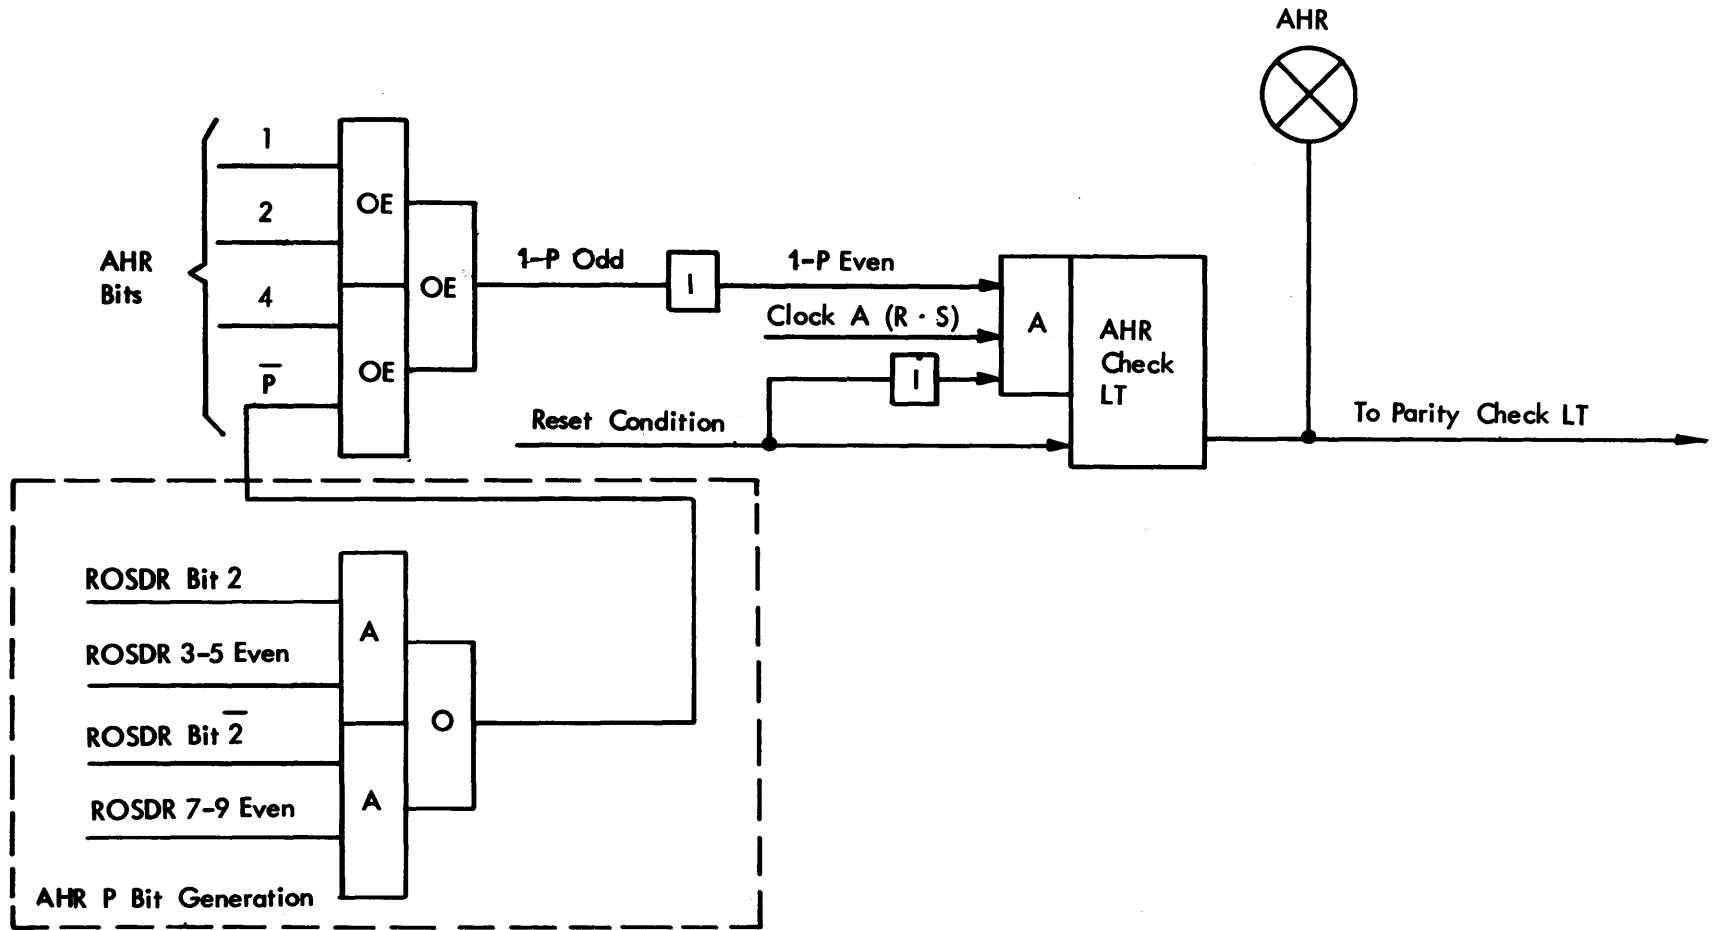 AHR
1
2
4
P̅
AHR
Bits
OE
OE
OE
1-P Odd
I
1-P Even
Clock A (R · S)
I
Reset Condition
A
AHR
Check
LT
To Parity Check LT
ROSDR Bit 2
ROSDR 3-5 Even
ROSDR Bit 2̅
ROSDR 7-9 Even
A
A
O
AHR P Bit Generation